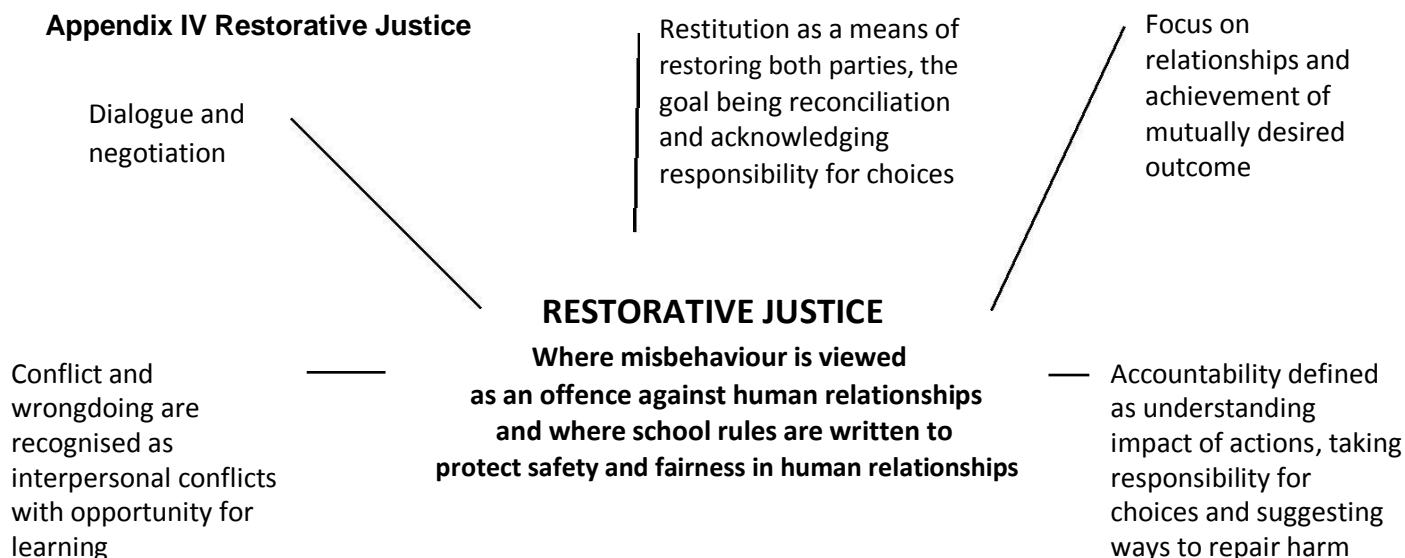 Appendix IV Restorative Justice
Dialogue and
negotiation
Restitution as a means of
restoring both parties, the
goal being reconciliation
and acknowledging
responsibility for choices
Focus on
relationships and
achievement of
mutually desired
outcome
RESTORATIVE JUSTICE
Where misbehaviour is viewed
as an offence against human relationships
and where school rules are written to
protect safety and fairness in human relationships
Conflict and
wrongdoing are
recognised as
interpersonal conflicts
with opportunity for
learning
Accountability defined
as understanding
impact of actions, taking
responsibility for
choices and suggesting
ways to repair harm